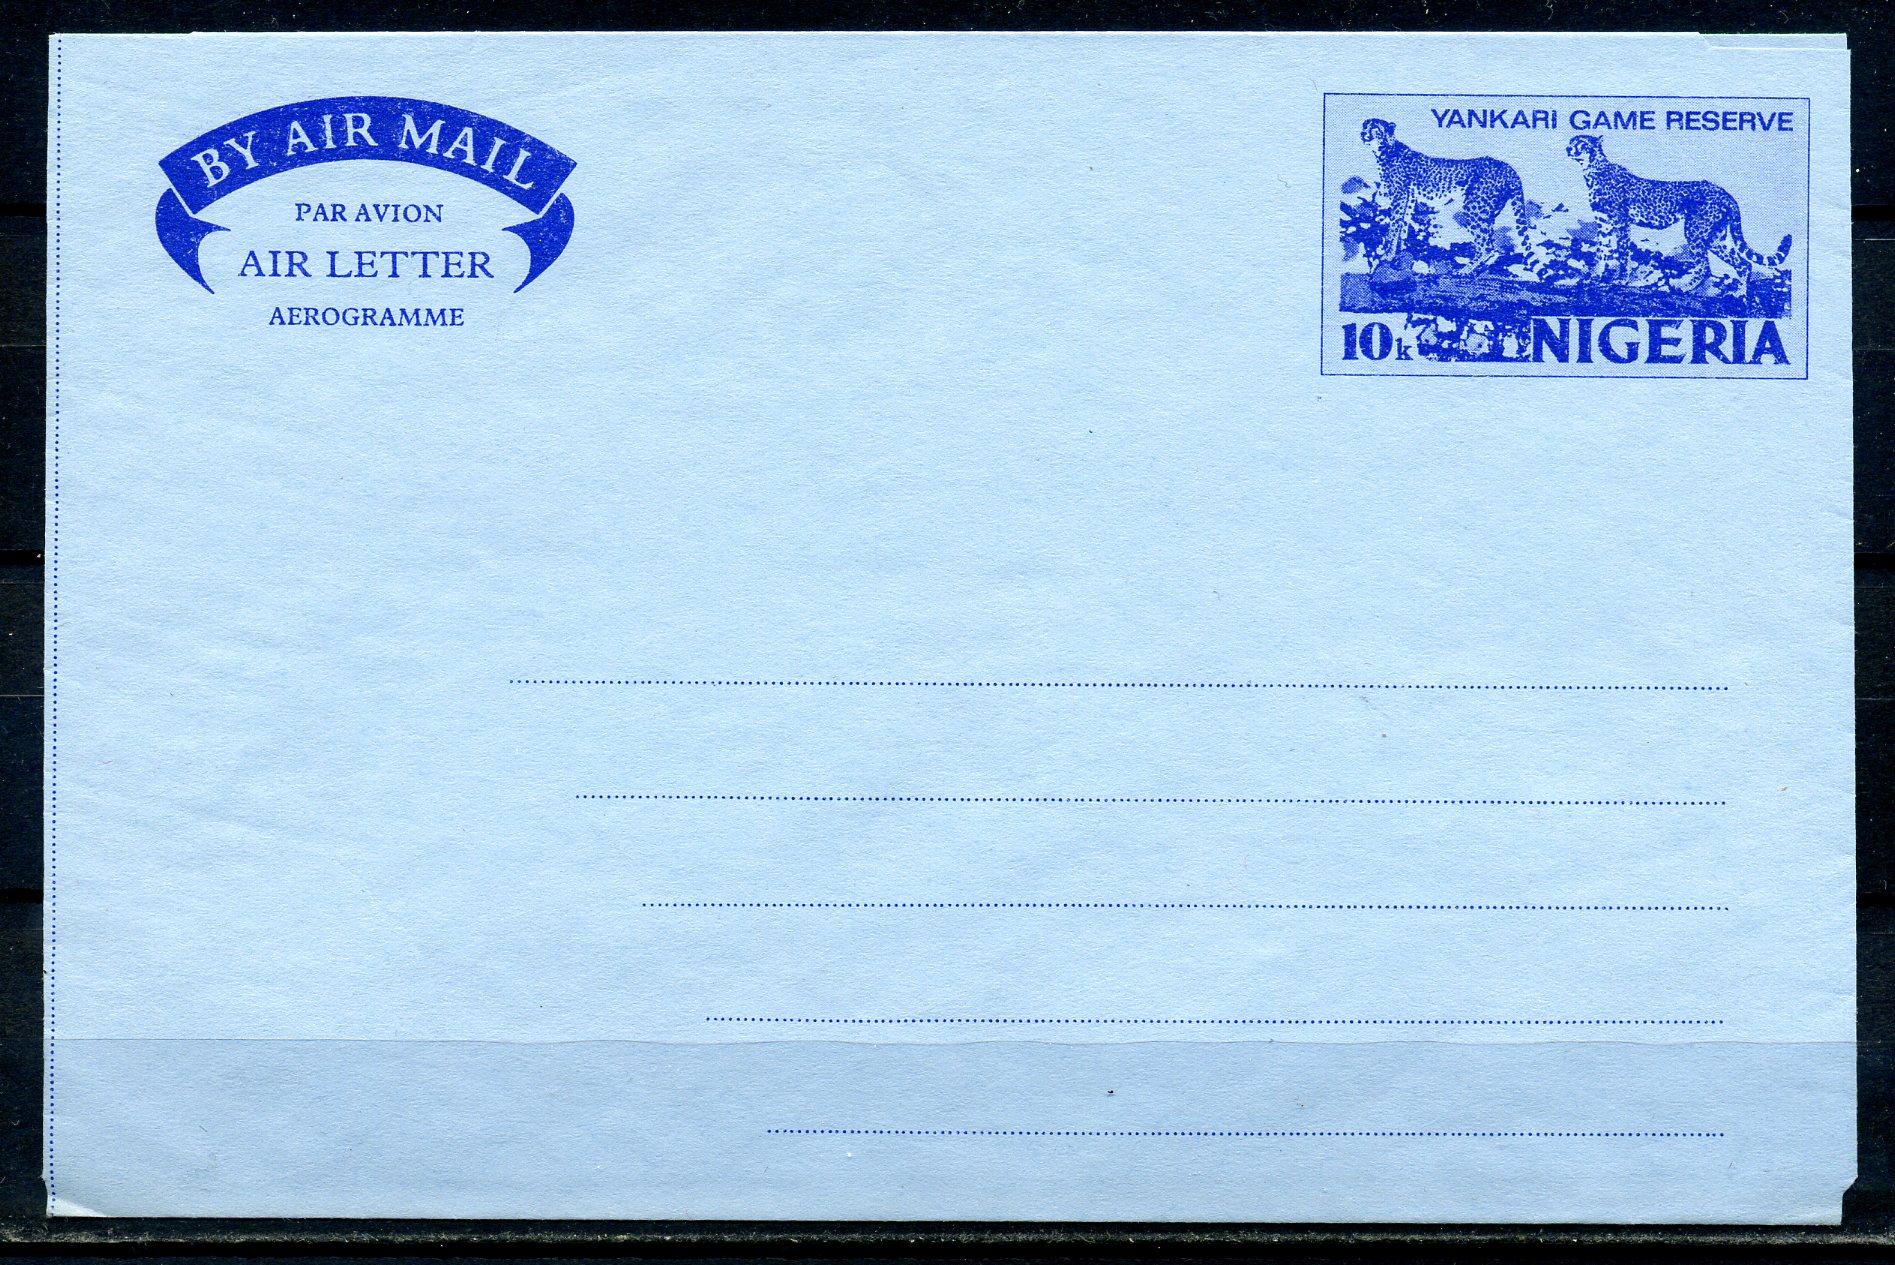 BY AIR MAIL
PAR AVION
AIR LETTER
AEROGRAMME
YANKARI GAME RESERVE
10k NIGERIA